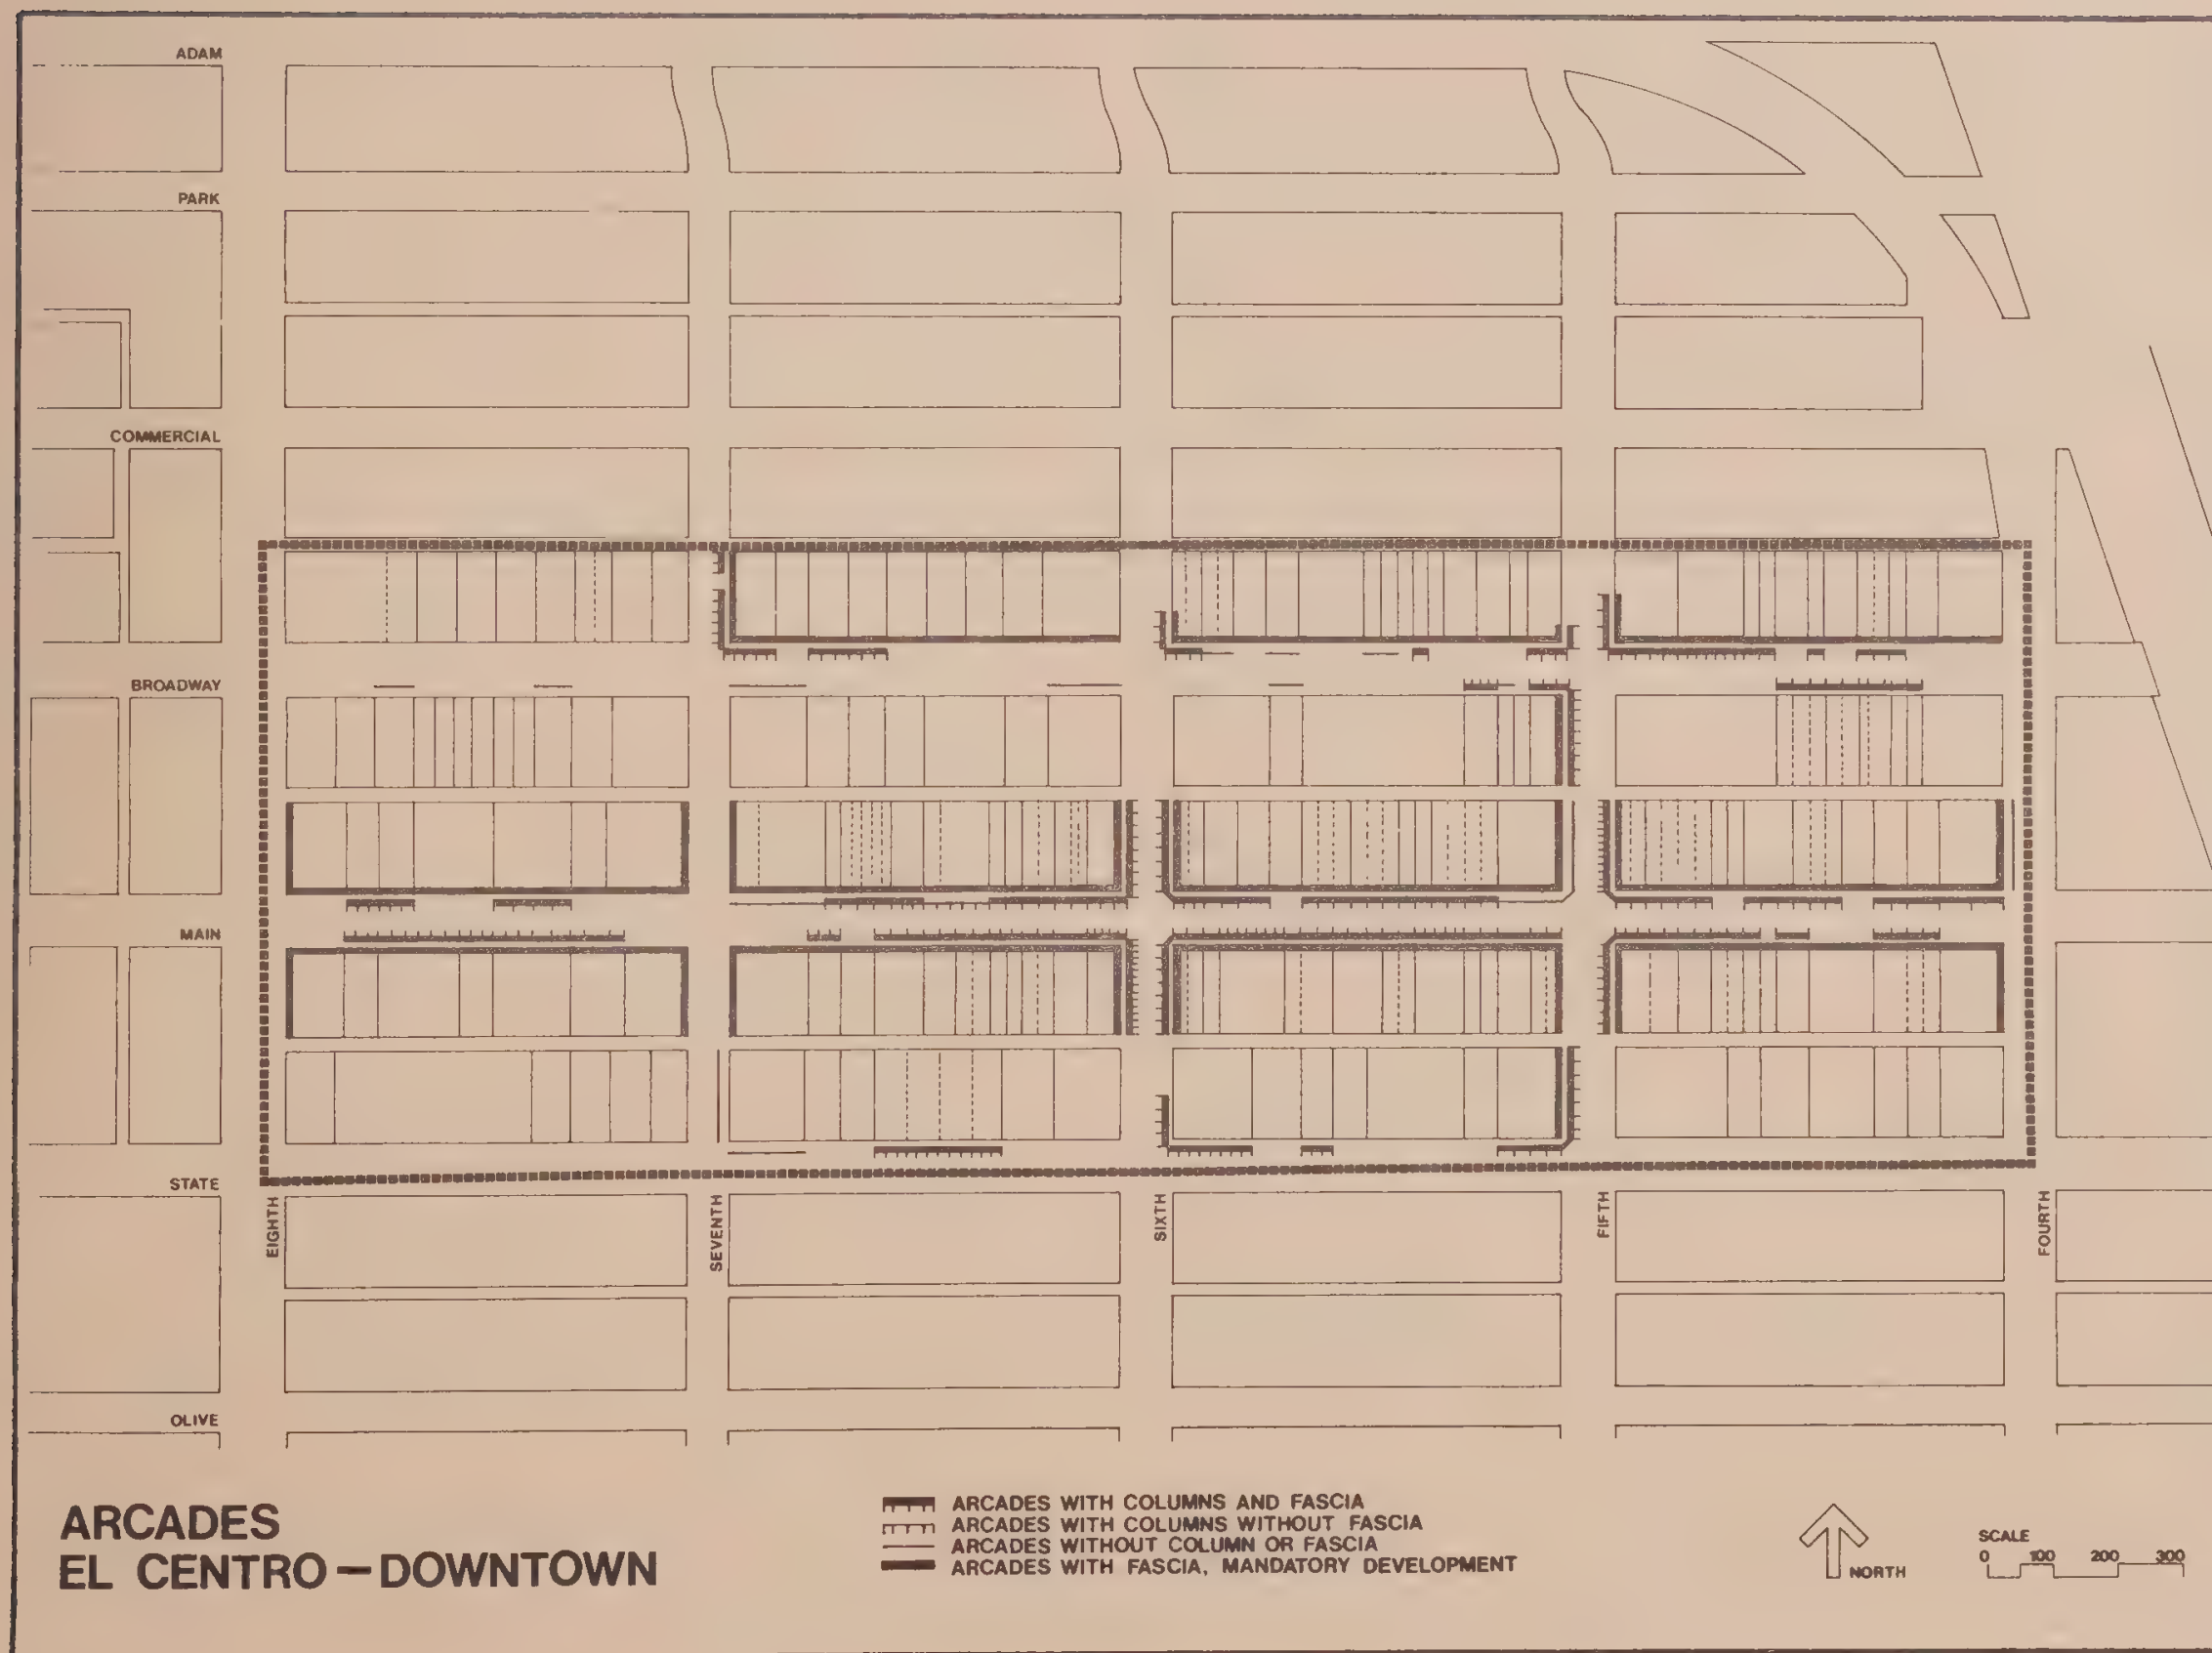 ADAM
PARK
COMMERCIAL
BROADWAY
MAIN
STATE
EIGHTH
SEVENTH
SIXTH
FIFTH
FOURTH
OLIVE
ARCADES
EL CENTRO — DOWNTOWN
ARCADES WITH COLUMNS AND FASCIA
ARCADES WITH COLUMNS WITHOUT FASCIA
ARCADES WITHOUT COLUMN OR FASCIA
ARCADES WITH FASCIA, MANDATORY DEVELOPMENT
NORTH
SCALE
0 100 200 300